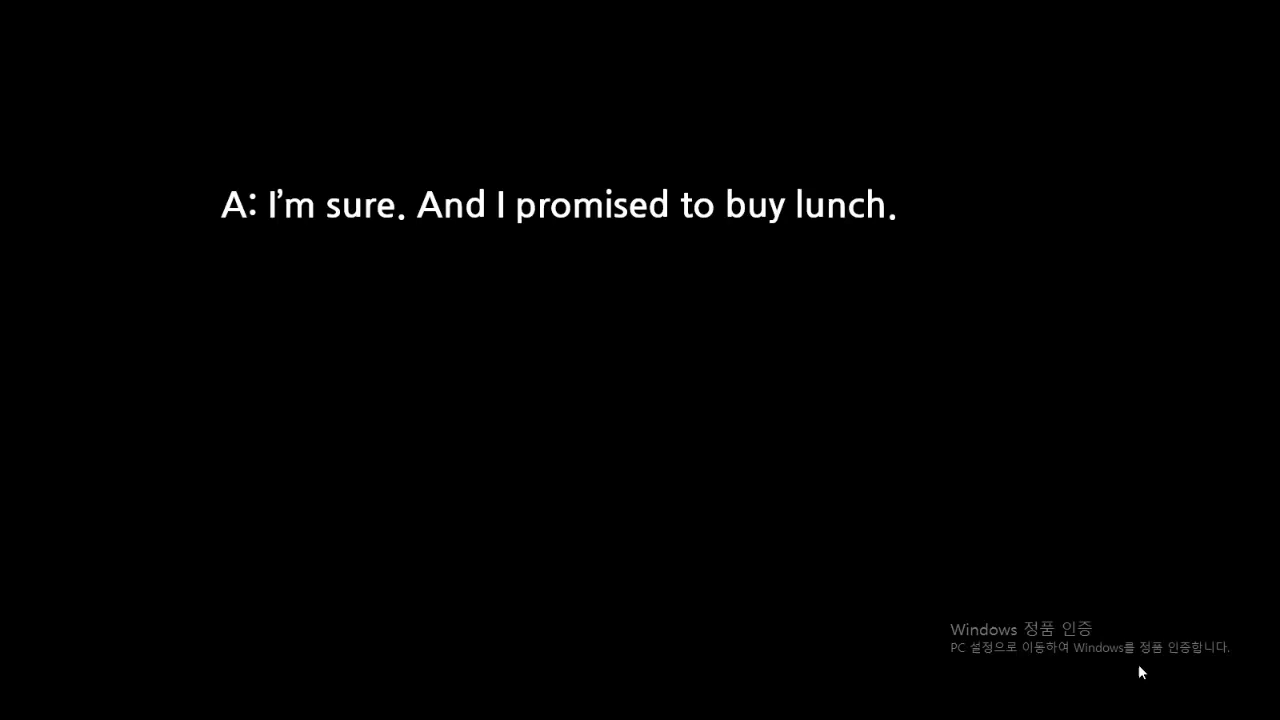 A: I’m sure. And I promised to buy lunch.
Windows 정품 인증
PC 설정으로 이동하여 Windows를 정품 인증합니다.